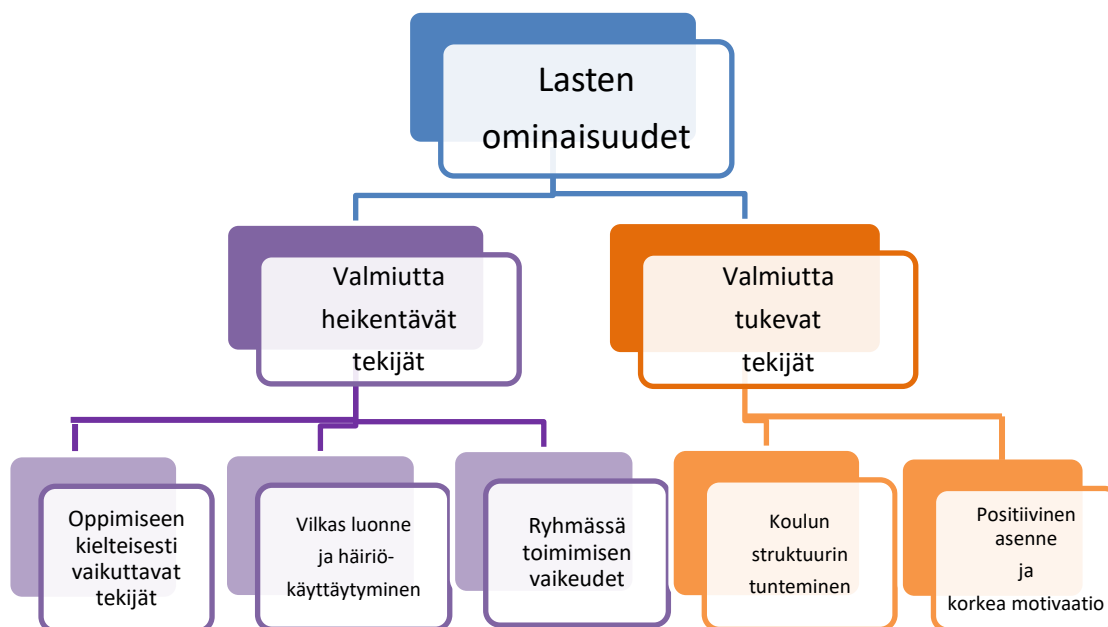 Lasten
ominaisuudet
Valmiutta
heikentävät
tekijät
Valmiutta
tukevat
tekijät
Oppimiseen
kielteisesti
vaikuttavat
tekijät
Vilkas luonne
ja häiriö-
käyttäytyminen
Ryhmässä
toimimisen
vaikeudet
Koulun
struktuurin
tunteminen
Positiivinen
asenne
ja
korkea motivaatio